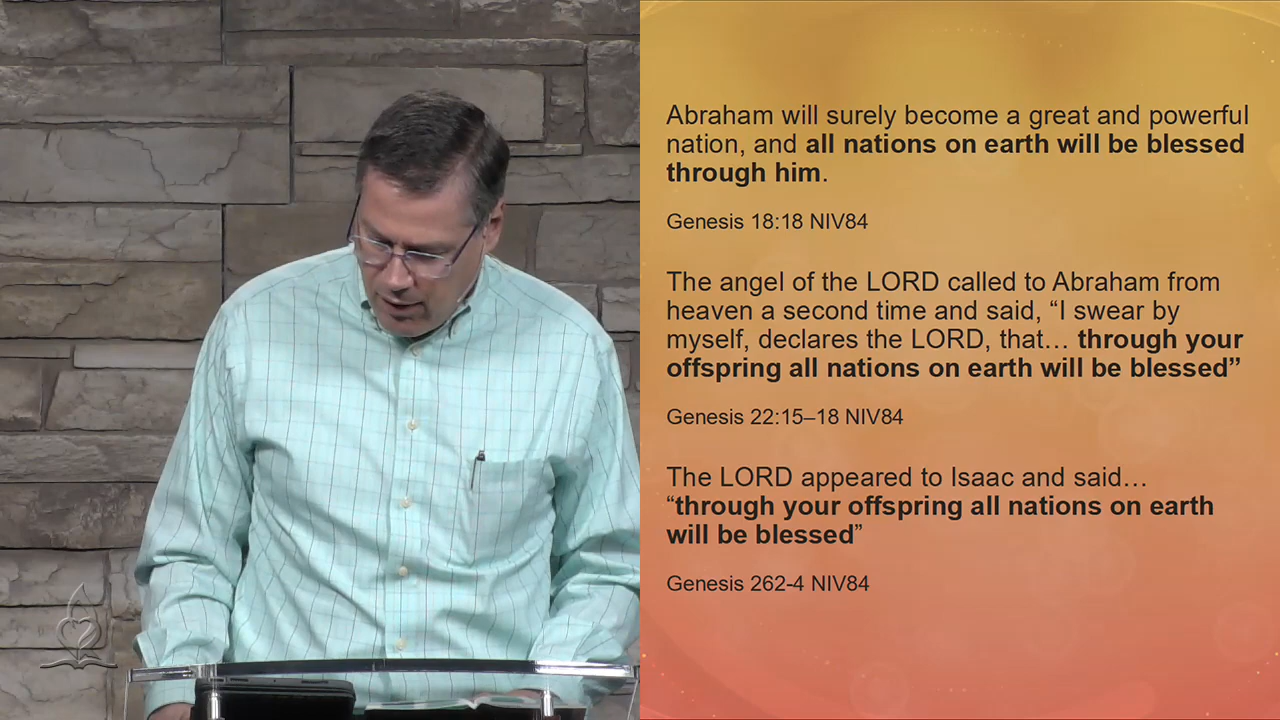 Abraham will surely become a great and powerful
nation, and all nations on earth will be blessed
through him.
Genesis 18:18 NIV84
The angel of the LORD called to Abraham from
heaven a second time and said, “I swear by
myself, declares the LORD, that… through your
offspring all nations on earth will be blessed”
Genesis 22:15–18 NIV84
The LORD appeared to Isaac and said…
“through your offspring all nations on earth
will be blessed”
Genesis 262-4 NIV84